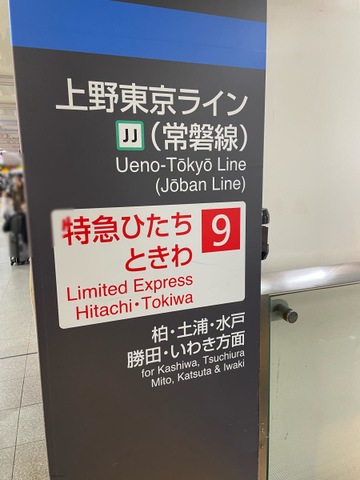 上野東京ライン
JJ (常磐線)
Ueno-Tōkyō Line
(Jōban Line)
特急ひたち
ときわ 9
Limited Express
Hitachi・Tokiwa
柏・土浦・水戸
勝田・いわき方面
for Kashiwa, Tsuchiura
Mito, Katsuta & Iwaki